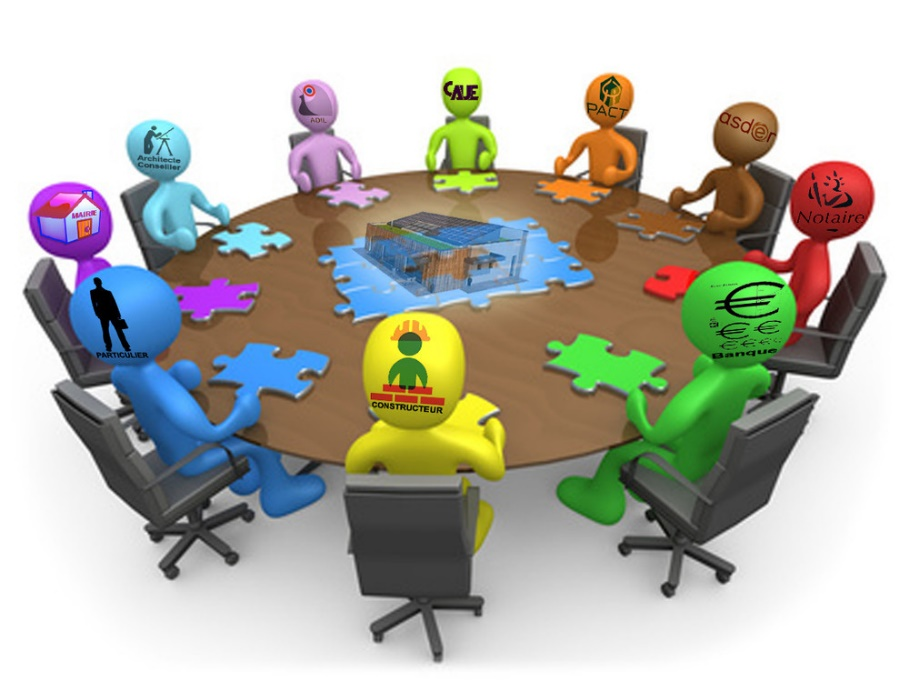 ADIL
CAUE
PACT
asder
Architecte
Conseiller
MAIRIE
Notaire
PARTICULIER
CONSTRUCTEUR
Banque